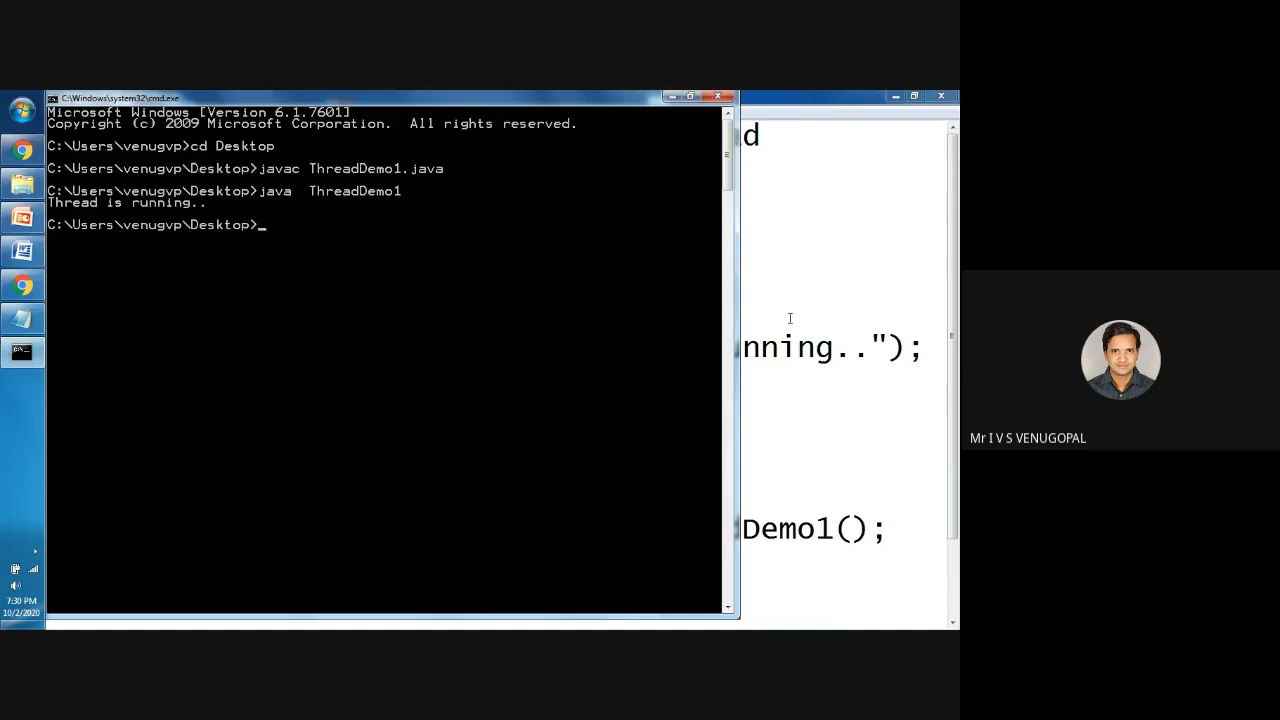 C:\Windows\system32\cmd.exe
Microsoft Windows [Version 6.1.7601]
Copyright (c) 2009 Microsoft Corporation.  All rights reserved.
C:\Users\venugvp>cd Desktop
C:\Users\venugvp\Desktop>javac ThreadDemo1.java
C:\Users\venugvp\Desktop>java  ThreadDemo1
Thread is running..
C:\Users\venugvp\Desktop>_
d
nning..");
Demo1();
Mr I V S VENUGOPAL
7:30 PM
10/2/2020